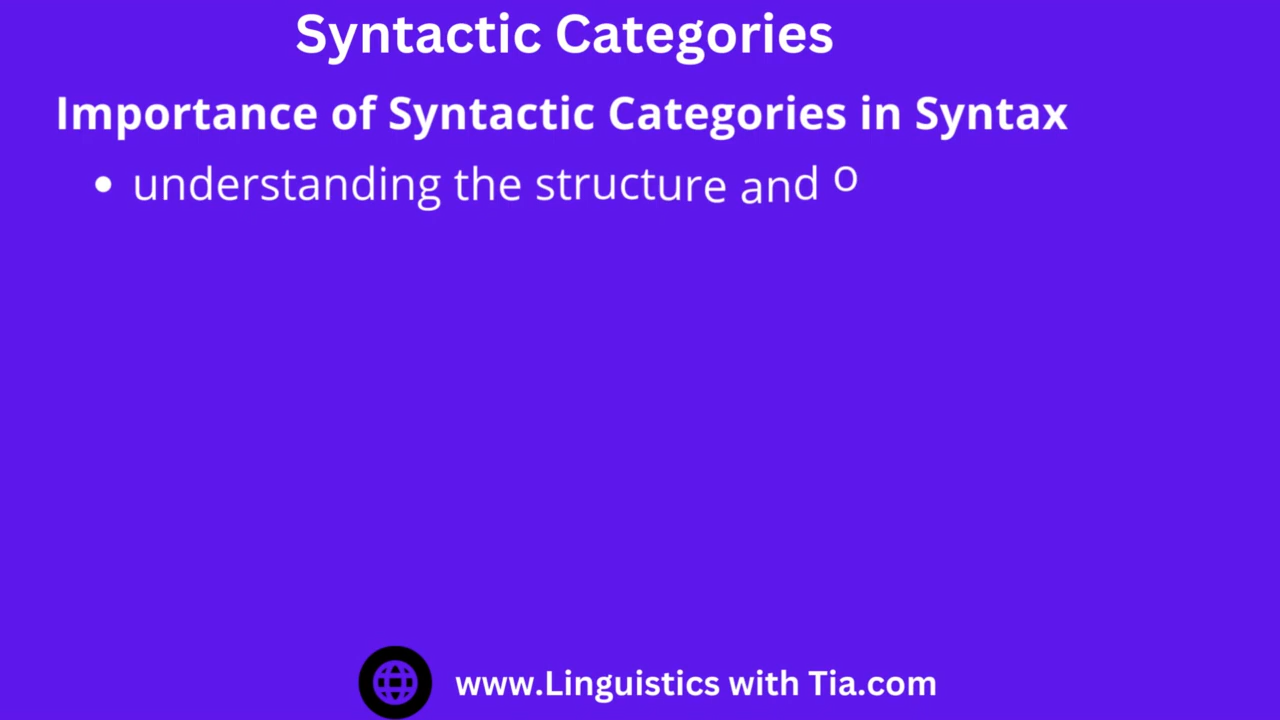 Syntactic Categories
Importance of Syntactic Categories in Syntax
• understanding the structure and o
www.Linguistics with Tia.com